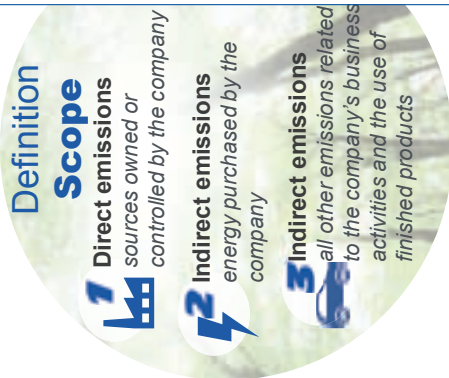 Definition
Scope
1 Direct emissions
sources owned or
controlled by the company
2 Indirect emissions
energy purchased by the
company
3 Indirect emissions
all other emissions related
to the company's business
activities and the use of
finished products